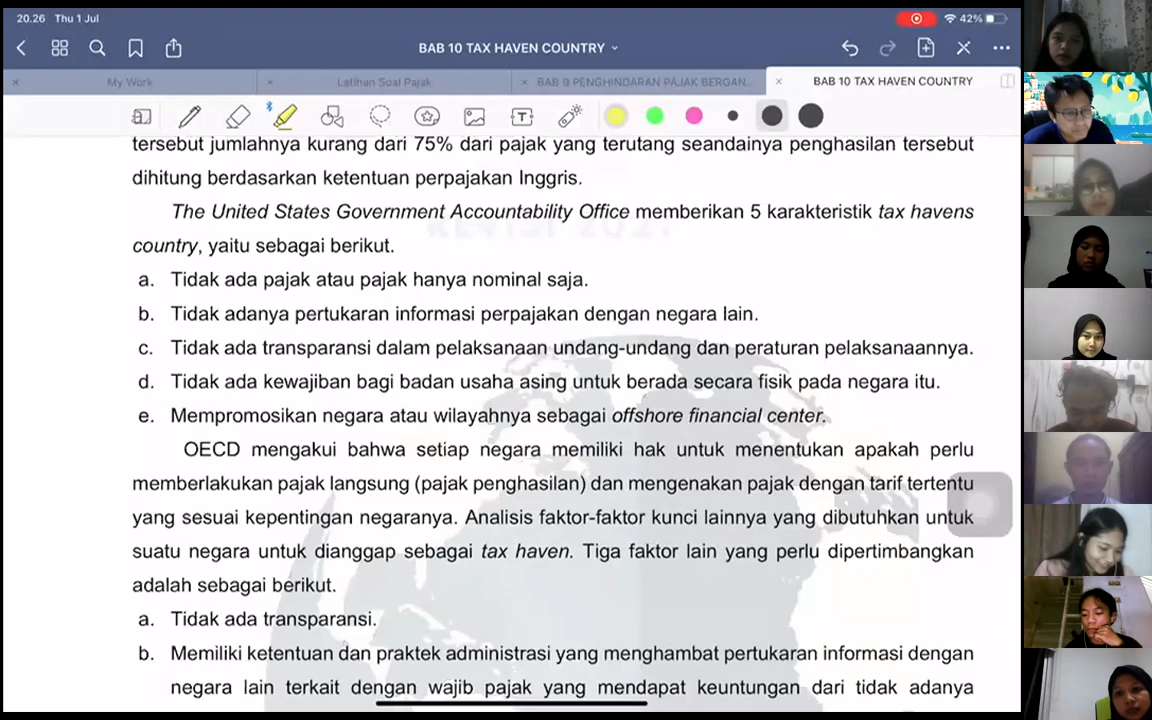 20.26 Thu 1 Jul
42%
BAB 10 TAX HAVEN COUNTRY
My Work
Latihan Soal Pajak
BAB 9 PENGHINDARAN PAJAK BERGAN...
BAB 10 TAX HAVEN COUNTRY
tersebut jumlahnya kurang dari 75% dari pajak yang terutang seandainya penghasilan tersebut
dihitung berdasarkan ketentuan perpajakan Inggris.
The United States Government Accountability Office memberikan 5 karakteristik tax havens
country, yaitu sebagai berikut.
a. Tidak ada pajak atau pajak hanya nominal saja.
b. Tidak adanya pertukaran informasi perpajakan dengan negara lain.
c. Tidak ada transparansi dalam pelaksanaan undang-undang dan peraturan pelaksanaannya.
d. Tidak ada kewajiban bagi badan usaha asing untuk berada secara fisik pada negara itu.
e. Mempromosikan negara atau wilayahnya sebagai offshore financial center.
OECD mengakui bahwa setiap negara memiliki hak untuk menentukan apakah perlu
memberlakukan pajak langsung (pajak penghasilan) dan mengenakan pajak dengan tarif tertentu
yang sesuai kepentingan negaranya. Analisis faktor-faktor kunci lainnya yang dibutuhkan untuk
suatu negara untuk dianggap sebagai tax haven. Tiga faktor lain yang perlu dipertimbangkan
adalah sebagai berikut.
a. Tidak ada transparansi.
b. Memiliki ketentuan dan praktek administrasi yang menghambat pertukaran informasi dengan
negara lain terkait dengan wajib pajak yang mendapat keuntungan dari tidak adanya